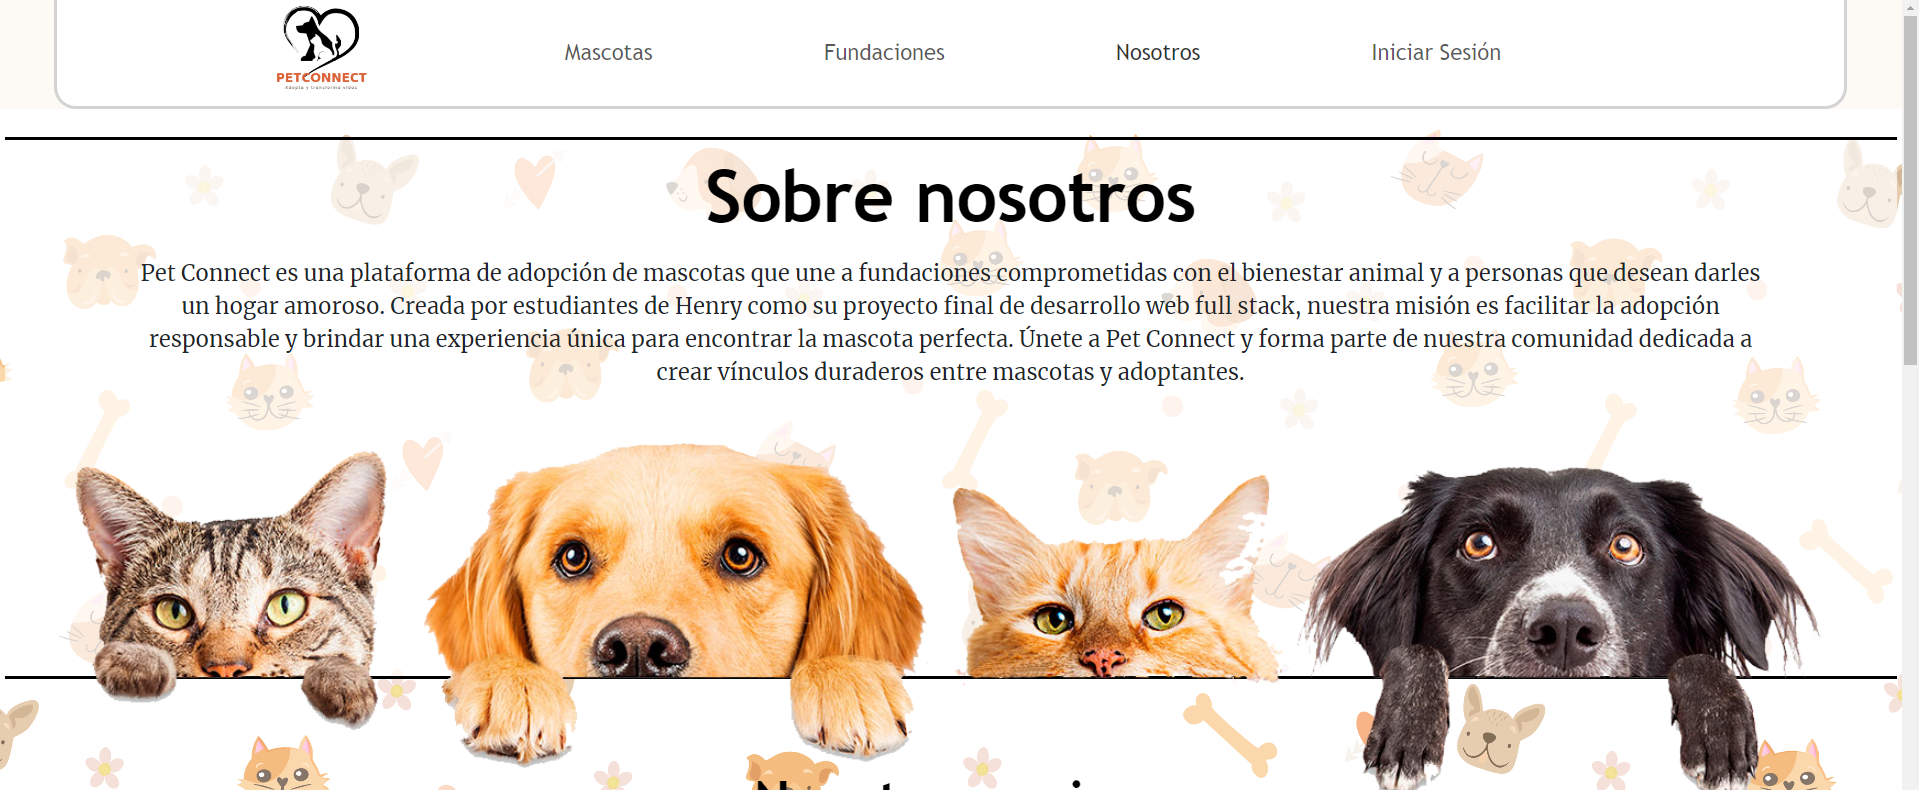 PETCONNECT
Adopta y transforma vidas
Mascotas
Fundaciones
Nosotros
Iniciar Sesión
Sobre nosotros
Pet Connect es una plataforma de adopción de mascotas que une a fundaciones comprometidas con el bienestar animal y a personas que desean darles
un hogar amoroso. Creada por estudiantes de Henry como su proyecto final de desarrollo web full stack, nuestra misión es facilitar la adopción
responsable y brindar una experiencia única para encontrar la mascota perfecta. Únete a Pet Connect y forma parte de nuestra comunidad dedicada a
crear vínculos duraderos entre mascotas y adoptantes.